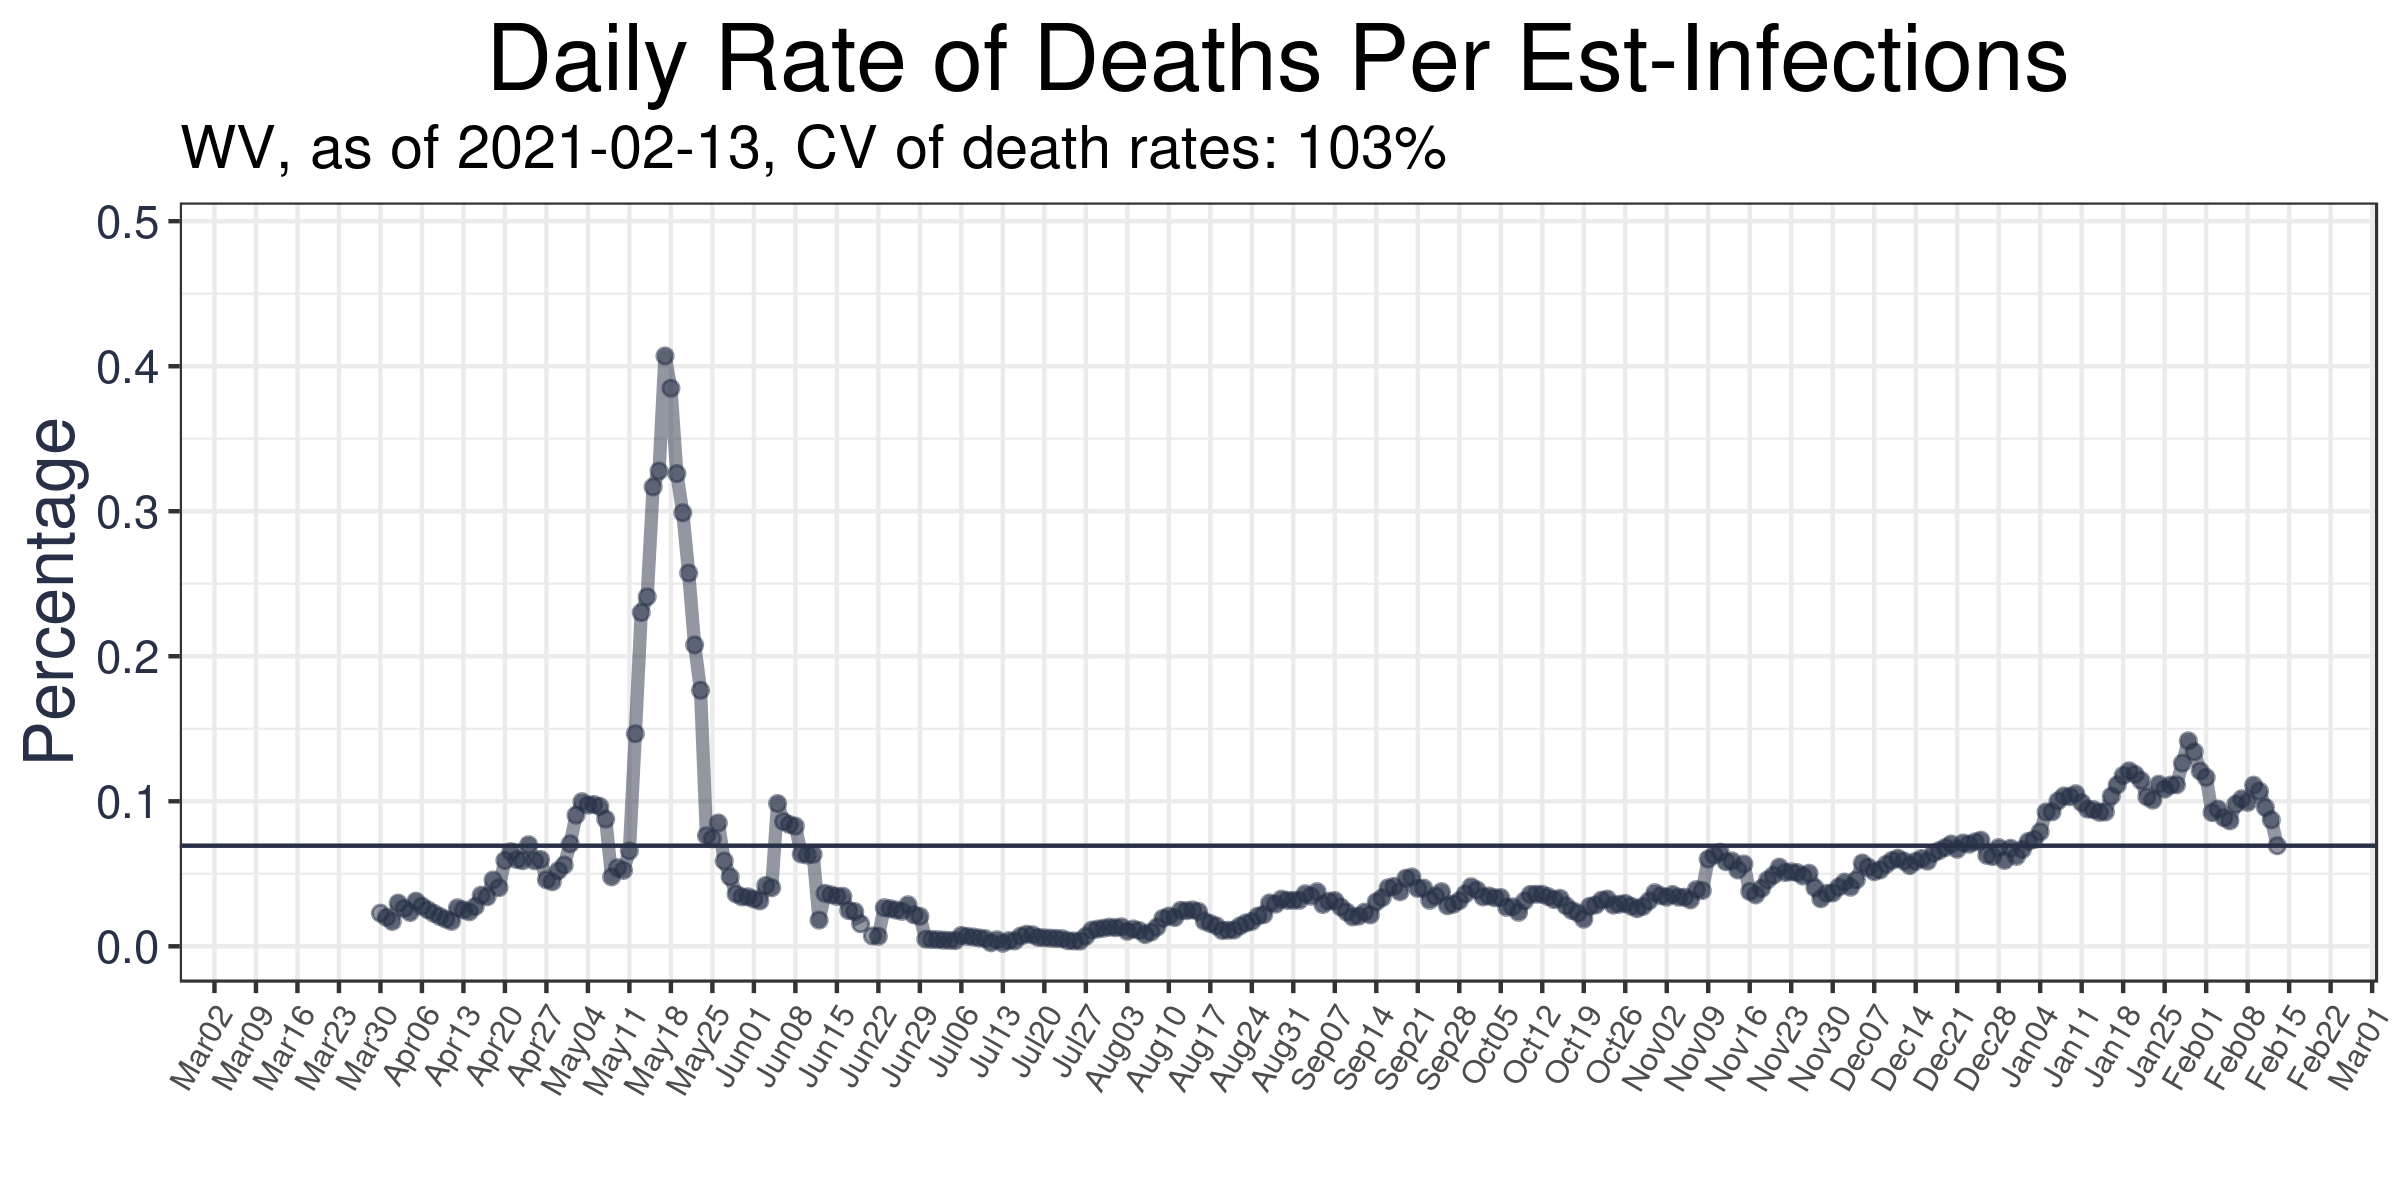 Daily Rate of Deaths Per Est-Infections
WV, as of 2021-02-13, CV of death rates: 103%
Percentage
0.5
0.4
0.3
0.2
0.1
0.0
Mar02
Mar09
Mar16
Mar23
Mar30
Apr06
Apr13
Apr20
Apr27
May04
May11
May18
May25
Jun01
Jun08
Jun15
Jun22
Jun29
Jul06
Jul13
Jul20
Jul27
Aug03
Aug10
Aug17
Aug24
Aug31
Sep07
Sep14
Sep21
Sep28
Oct05
Oct12
Oct19
Oct26
Nov02
Nov09
Nov16
Nov23
Nov30
Dec07
Dec14
Dec21
Dec28
Jan04
Jan11
Jan18
Jan25
Feb01
Feb08
Feb15
Feb22
Mar01